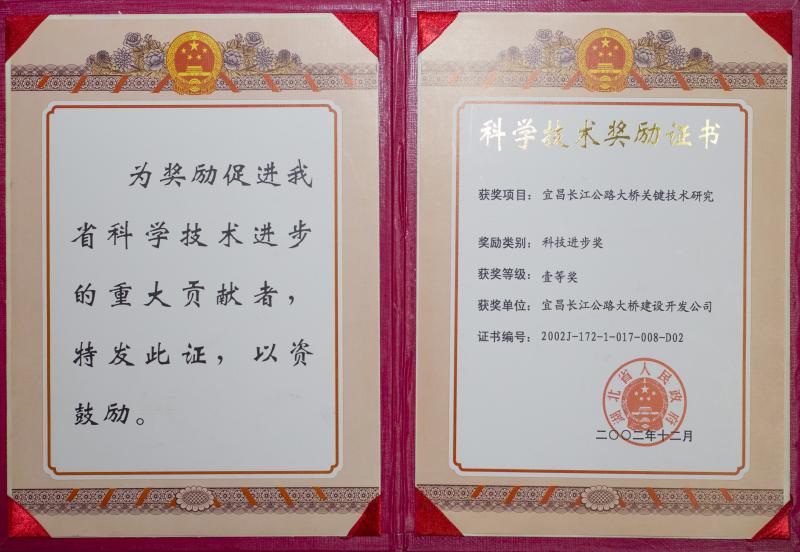 为奖励促进我
省科学技术进步
的重大贡献者，
特发此证，以资
鼓励。
科学技术奖励证书
获奖项目：宜昌长江公路大桥关键技术研究
奖励类别：科技进步奖
获奖等级：壹等奖
获奖单位：宜昌长江公路大桥建设开发公司
证书编号：2002J-172-1-017-008-D02
湖北省人民政府
二〇〇二年十二月